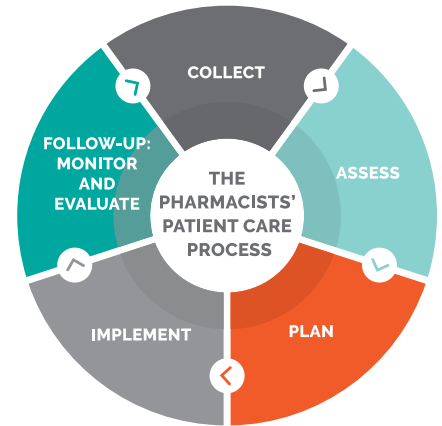 COLLECT
ASSESS
PLAN
IMPLEMENT
FOLLOW-UP:
MONITOR
AND
EVALUATE
THE
PHARMACISTS’
PATIENT CARE
PROCESS